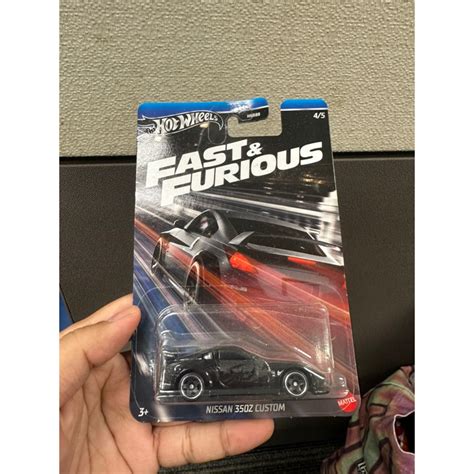 HOT WHEELS
4/5
FAST &
FURIOUS
3+
NISSAN 350Z CUSTOM
MATTEL